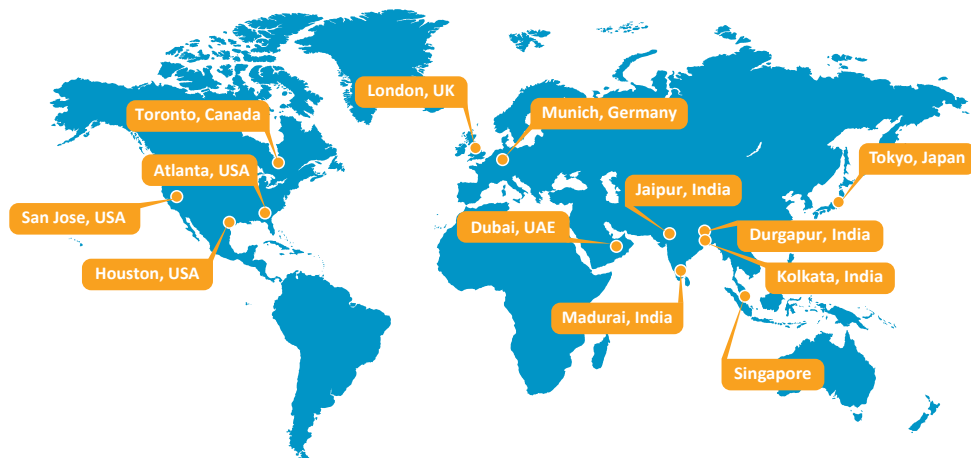 London, UK
Toronto, Canada
Munich, Germany
Atlanta, USA
Tokyo, Japan
Jaipur, India
San Jose, USA
Dubai, UAE
Durgapur, India
Houston, USA
Kolkata, India
Madurai, India
Singapore